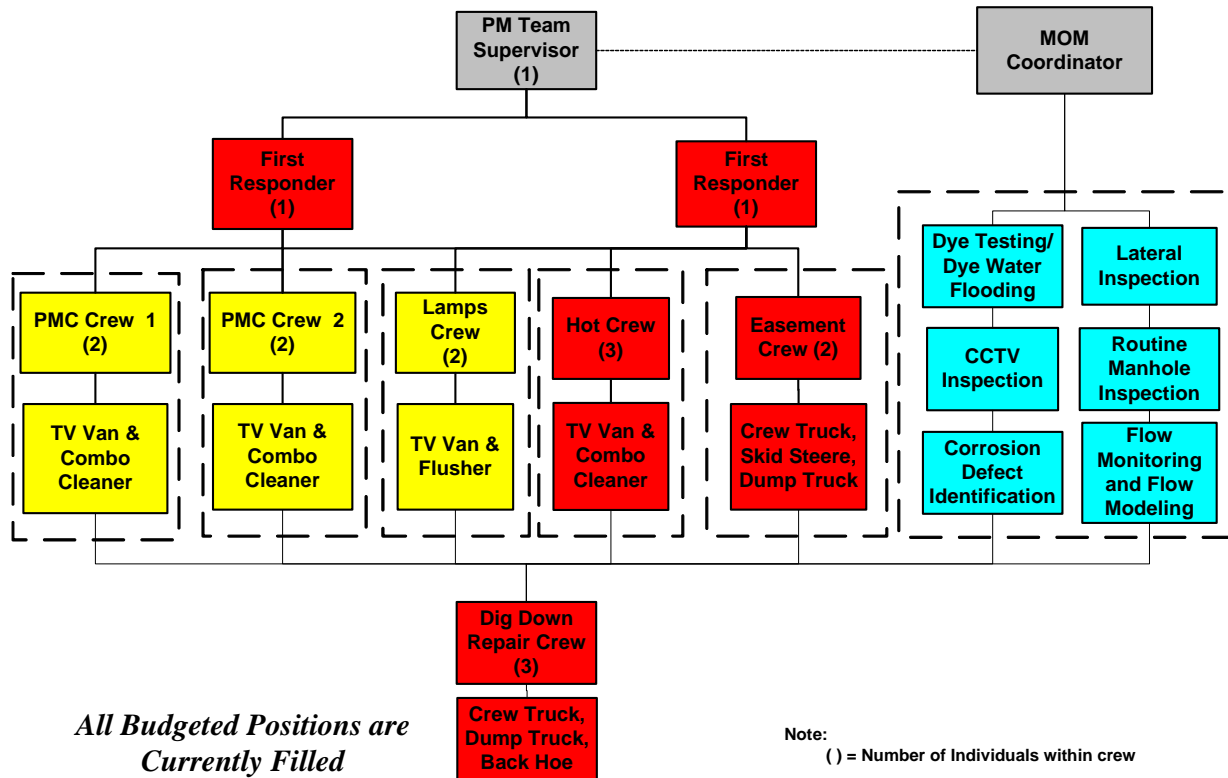 PM Team
Supervisor
(1)
MOM
Coordinator
First
Responder
(1)
First
Responder
(1)
PMC Crew 1
(2)
TV Van &
Combo
Cleaner
PMC Crew 2
(2)
TV Van &
Combo
Cleaner
Lamps
Crew
(2)
TV Van &
Flusher
Hot Crew
(3)
TV Van &
Combo
Cleaner
Easement
Crew (2)
Crew Truck,
Skid Steere,
Dump Truck
Dye Testing/
Dye Water
Flooding
Lateral
Inspection
CCTV
Inspection
Routine
Manhole
Inspection
Corrosion
Defect
Identification
Flow
Monitoring
and Flow
Modeling
Dig Down
Repair Crew
(3)
Crew Truck,
Dump Truck,
Back Hoe
All Budgeted Positions are
Currently Filled
Note:
( ) = Number of Individuals within crew